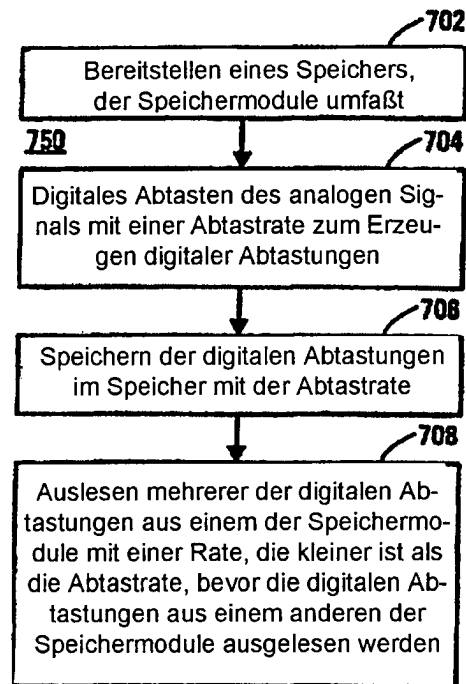 702
Bereitstellen eines Speichers,
der Speichermodule umfaßt
750
704
Digitales Abtasten des analogen Sig-
nals mit einer Abtastrate zum Erzeu-
gen digitaler Abtastungen
706
Speichern der digitalen Abtastungen
im Speicher mit der Abtastrate
708
Auslesen mehrerer der digitalen Ab-
tastungen aus einem der Speichermo-
dule mit einer Rate, die kleiner ist als
die Abtastrate, bevor die digitalen Ab-
tastungen aus einem anderen der
Speichermodule ausgelesen werden